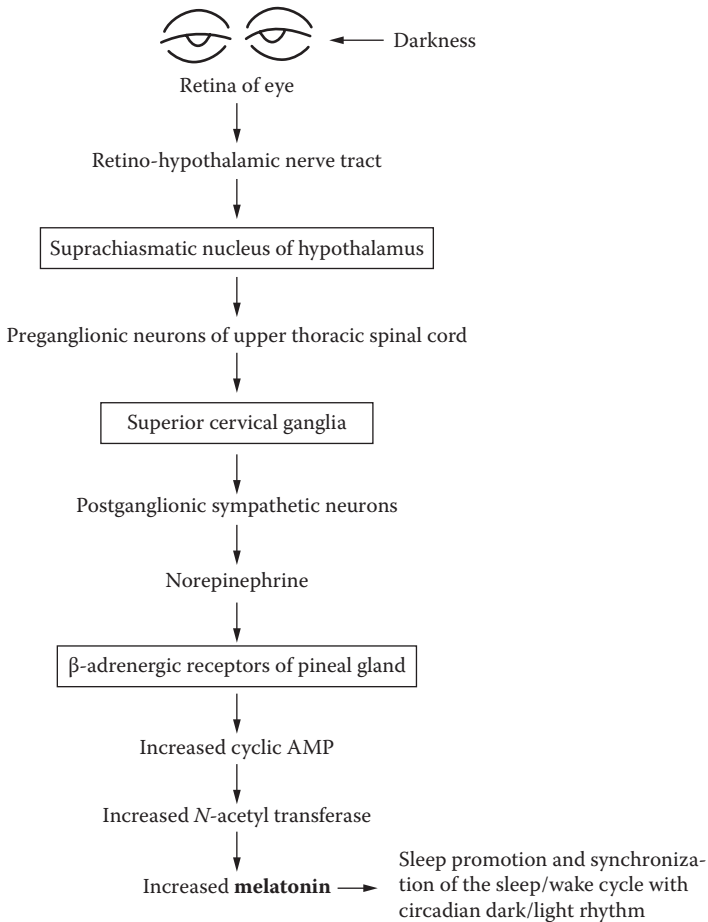 Darkness
Retina of eye
Retino-hypothalamic nerve tract
Suprachiasmatic nucleus of hypothalamus
Preganglionic neurons of upper thoracic spinal cord
Superior cervical ganglia
Postganglionic sympathetic neurons
Norepinephrine
β-adrenergic receptors of pineal gland
Increased cyclic AMP
Increased N-acetyl transferase
Increased melatonin
Sleep promotion and synchroniza-
tion of the sleep/wake cycle with
circadian dark/light rhythm